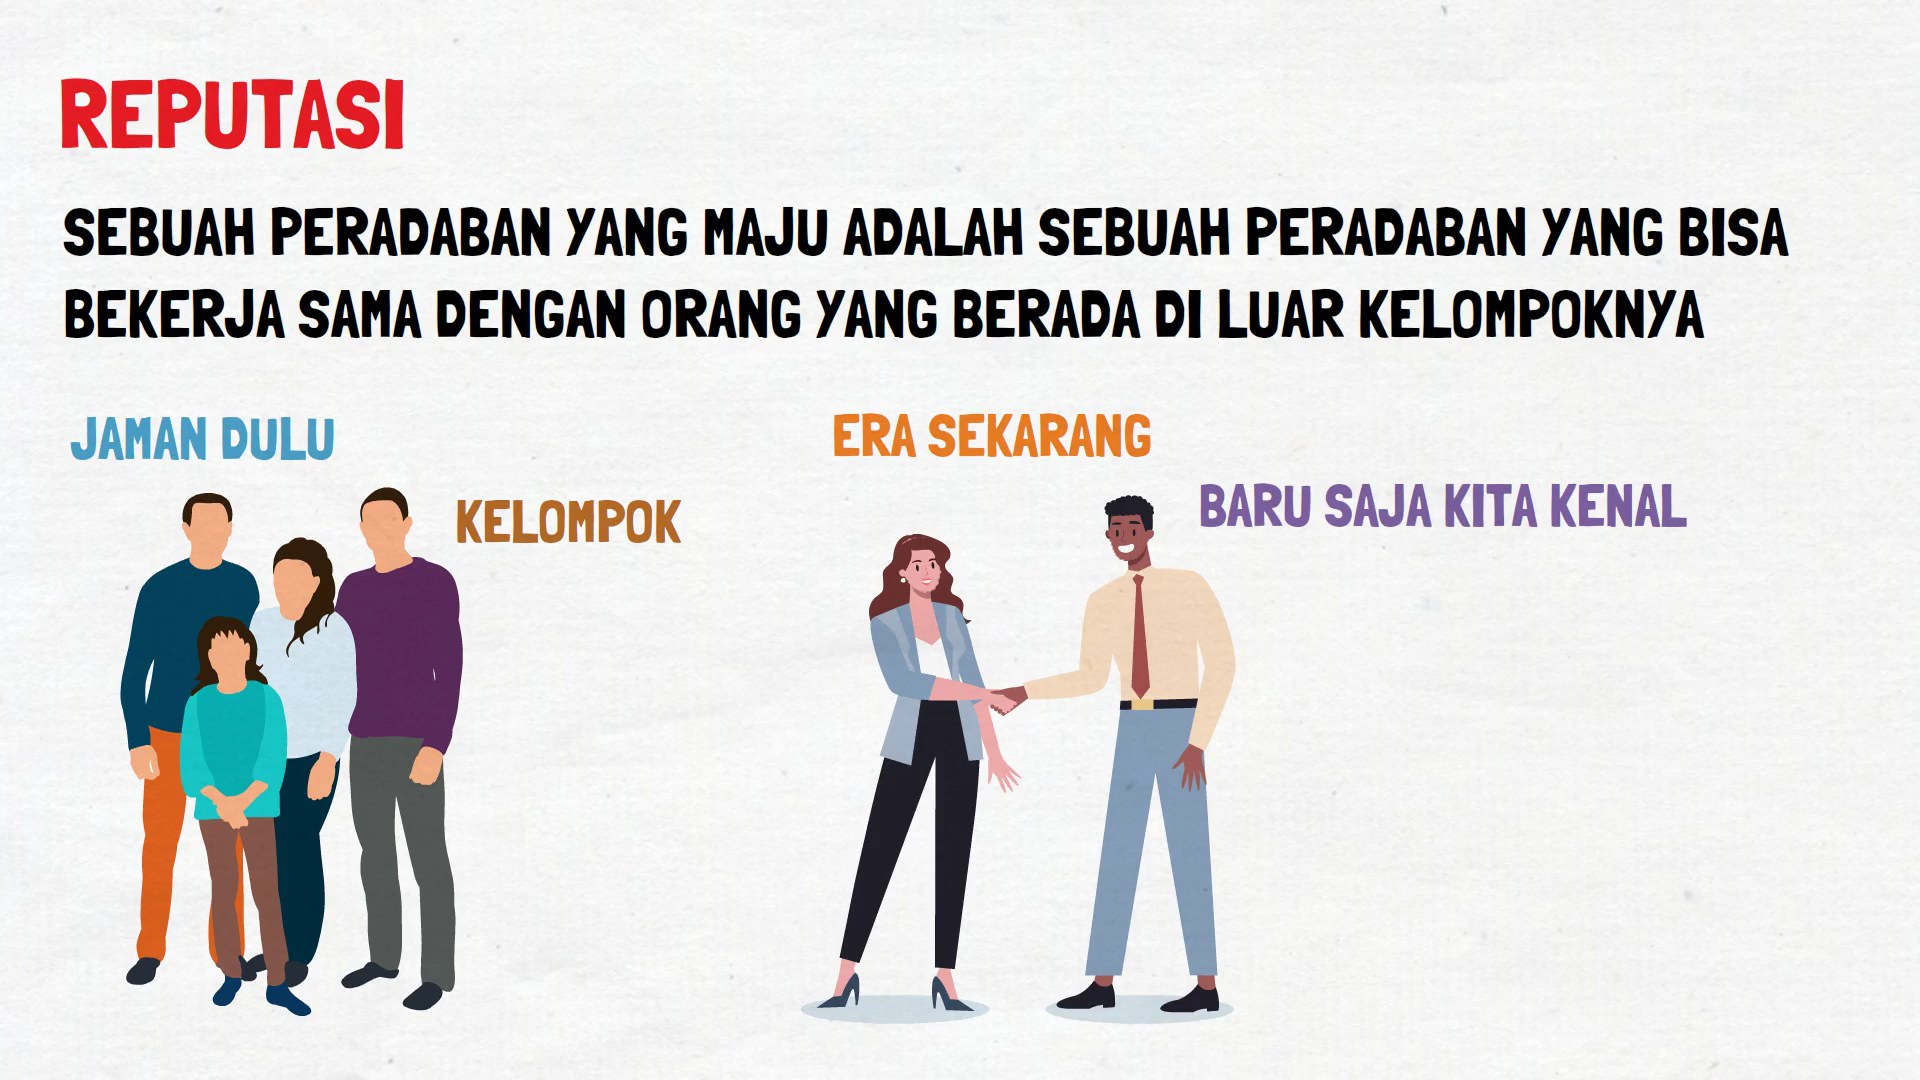 REPUTASI
SEBUAH PERADABAN YANG MAJU ADALAH SEBUAH PERADABAN YANG BISA
BEKERJA SAMA DENGAN ORANG YANG BERADA DI LUAR KELOMPOKNYA
JAMAN DULU
KELOMPOK
ERA SEKARANG
BARU SAJA KITA KENAL